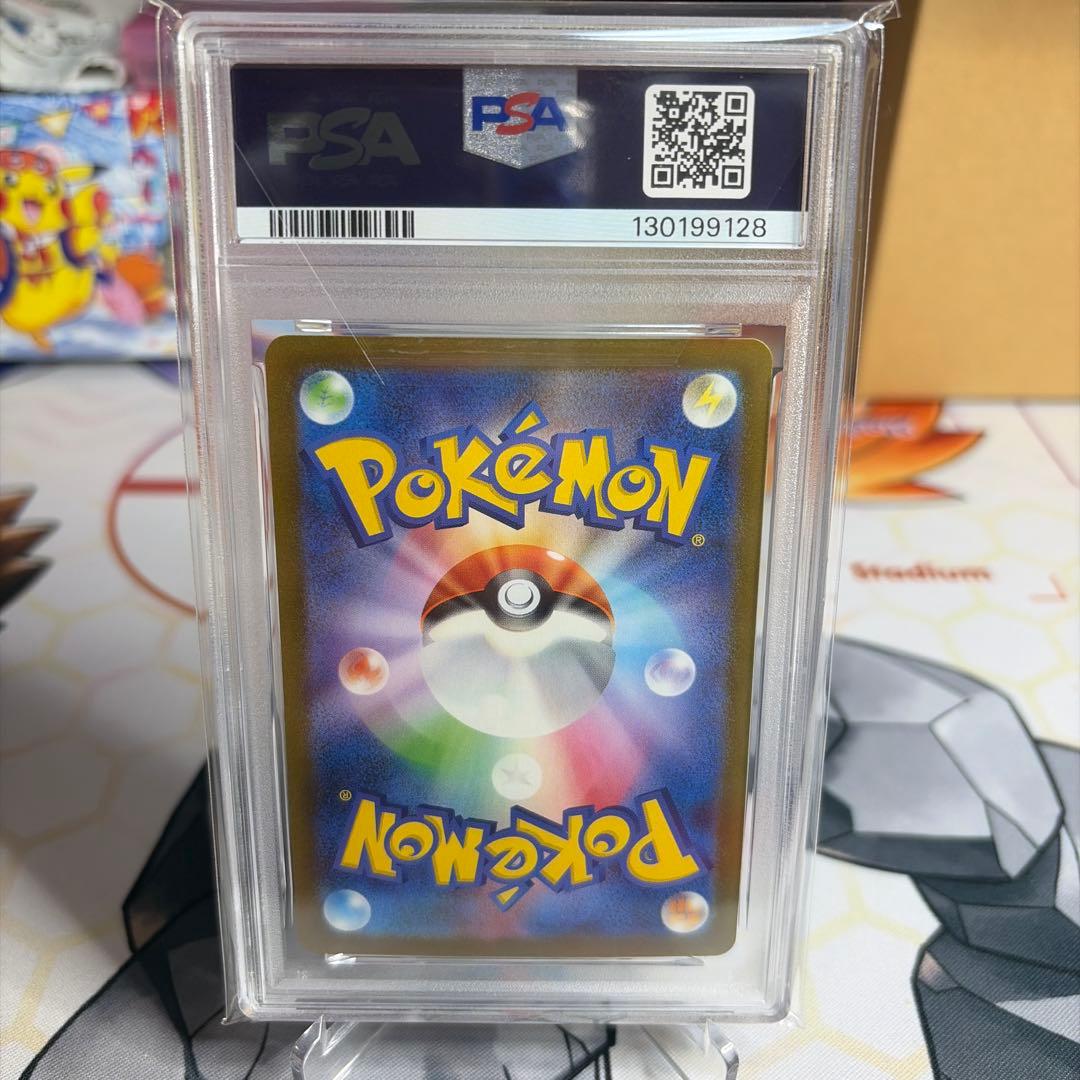 PSA
PSA
130199128
POKéMON
®
Stadium
®
POKéMON